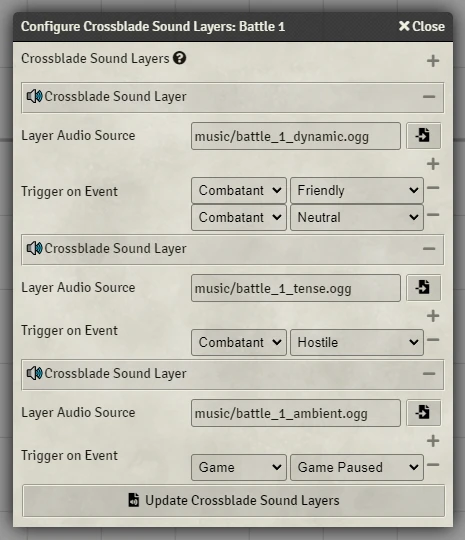 Configure Crossblade Sound Layers: Battle 1 Close
Crossblade Sound Layers
Crossblade Sound Layer
Layer Audio Source music/battle_1_dynamic.ogg
Trigger on Event Combatant Friendly
Combatant Neutral
Crossblade Sound Layer
Layer Audio Source music/battle_1_tense.ogg
Trigger on Event Combatant Hostile
Crossblade Sound Layer
Layer Audio Source music/battle_1_ambient.ogg
Trigger on Event Game Game Paused
Update Crossblade Sound Layers